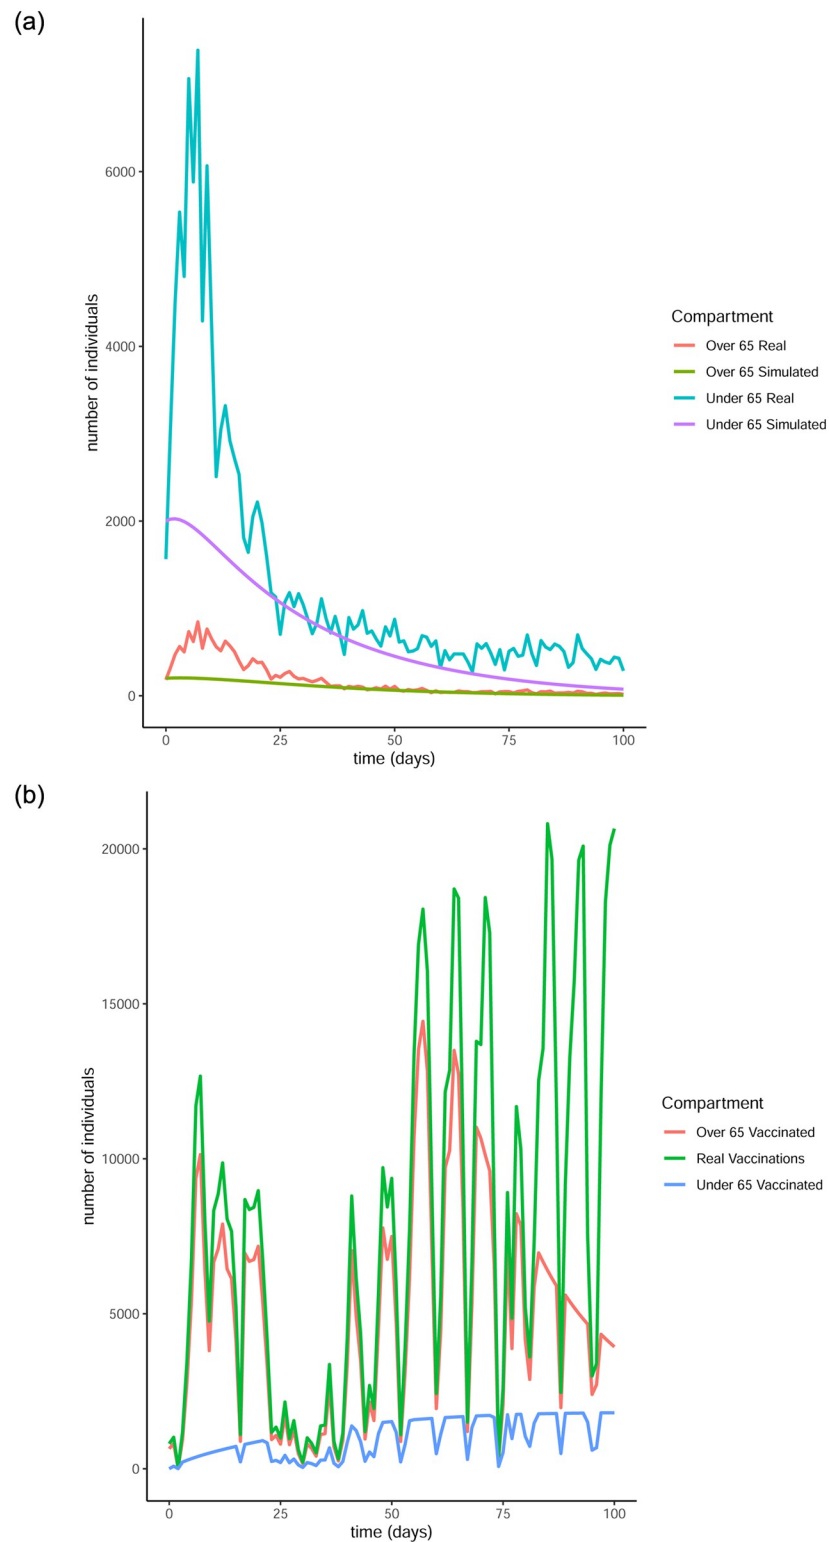 (a)
number of individuals
6000
4000
2000
0
0 25 50 75 100
time (days)
Compartment
Over 65 Real
Over 65 Simulated
Under 65 Real
Under 65 Simulated
(b)
number of individuals
20000
15000
10000
5000
0
0 25 50 75 100
time (days)
Compartment
Over 65 Vaccinated
Real Vaccinations
Under 65 Vaccinated